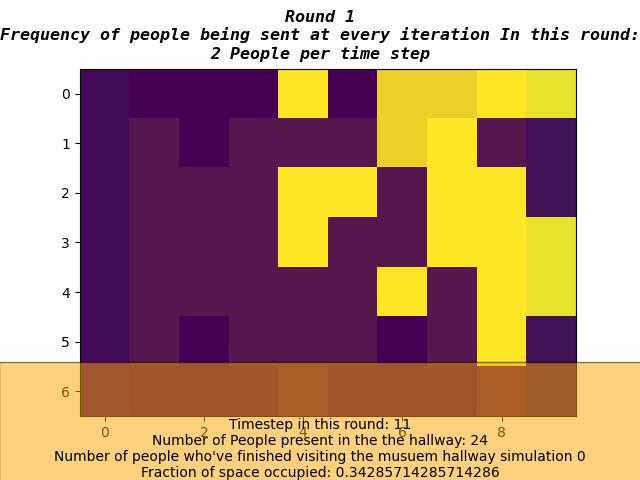 Round 1
Frequency of people being sent at every iteration In this round:
2 People per time step
0
1
2
3
4
5
6
0 2 4 6 8
Timestep in this round: 11
Number of People present in the the hallway: 24
Number of people who've finished visiting the musuem hallway simulation 0
Fraction of space occupied: 0.34285714285714286